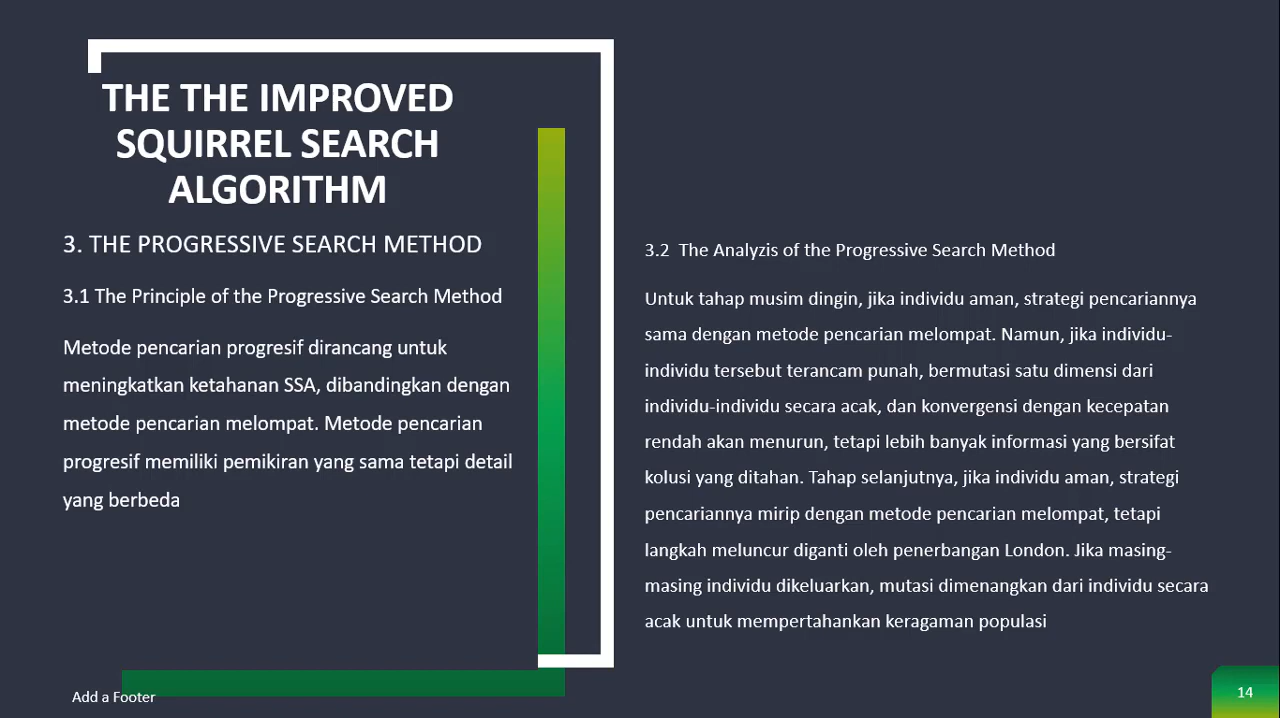 THE THE IMPROVED
SQUIRREL SEARCH
ALGORITHM
3. THE PROGRESSIVE SEARCH METHOD
3.1 The Principle of the Progressive Search Method
Metode pencarian progresif dirancang untuk
meningkatkan ketahanan SSA, dibandingkan dengan
metode pencarian melompat. Metode pencarian
progresif memiliki pemikiran yang sama tetapi detail
yang berbeda
3.2 The Analyzis of the Progressive Search Method
Untuk tahap musim dingin, jika individu aman, strategi pencariannya
sama dengan metode pencarian melompat. Namun, jika individu-
individu tersebut terancam punah, bermutasi satu dimensi dari
individu-individu secara acak, dan konvergensi dengan kecepatan
rendah akan menurun, tetapi lebih banyak informasi yang bersifat
kolusi yang ditahan. Tahap selanjutnya, jika individu aman, strategi
pencariannya mirip dengan metode pencarian melompat, tetapi
langkah meluncur diganti oleh penerbangan London. Jika masing-
masing individu dikeluarkan, mutasi dimenangkan dari individu secara
acak untuk mempertahankan keragaman populasi
Add a Footer
14